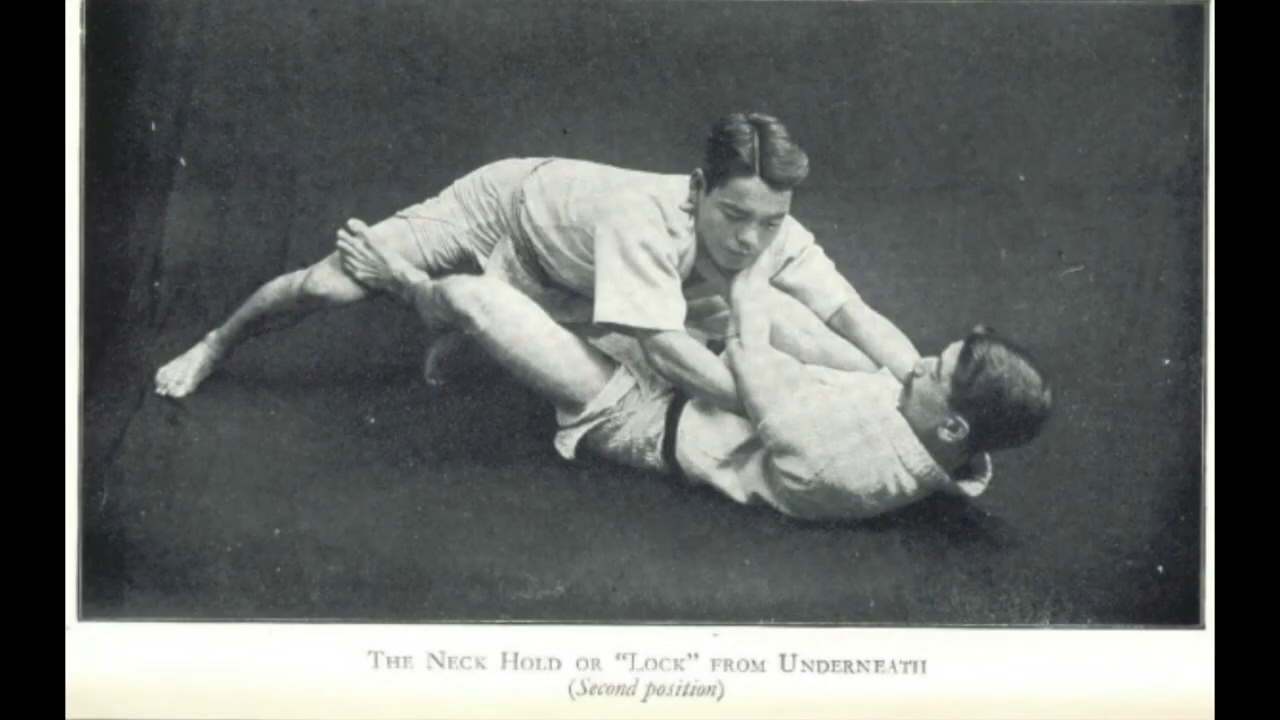 THE NECK HOLD OR "LOCK" FROM UNDERNEATH
(Second position)